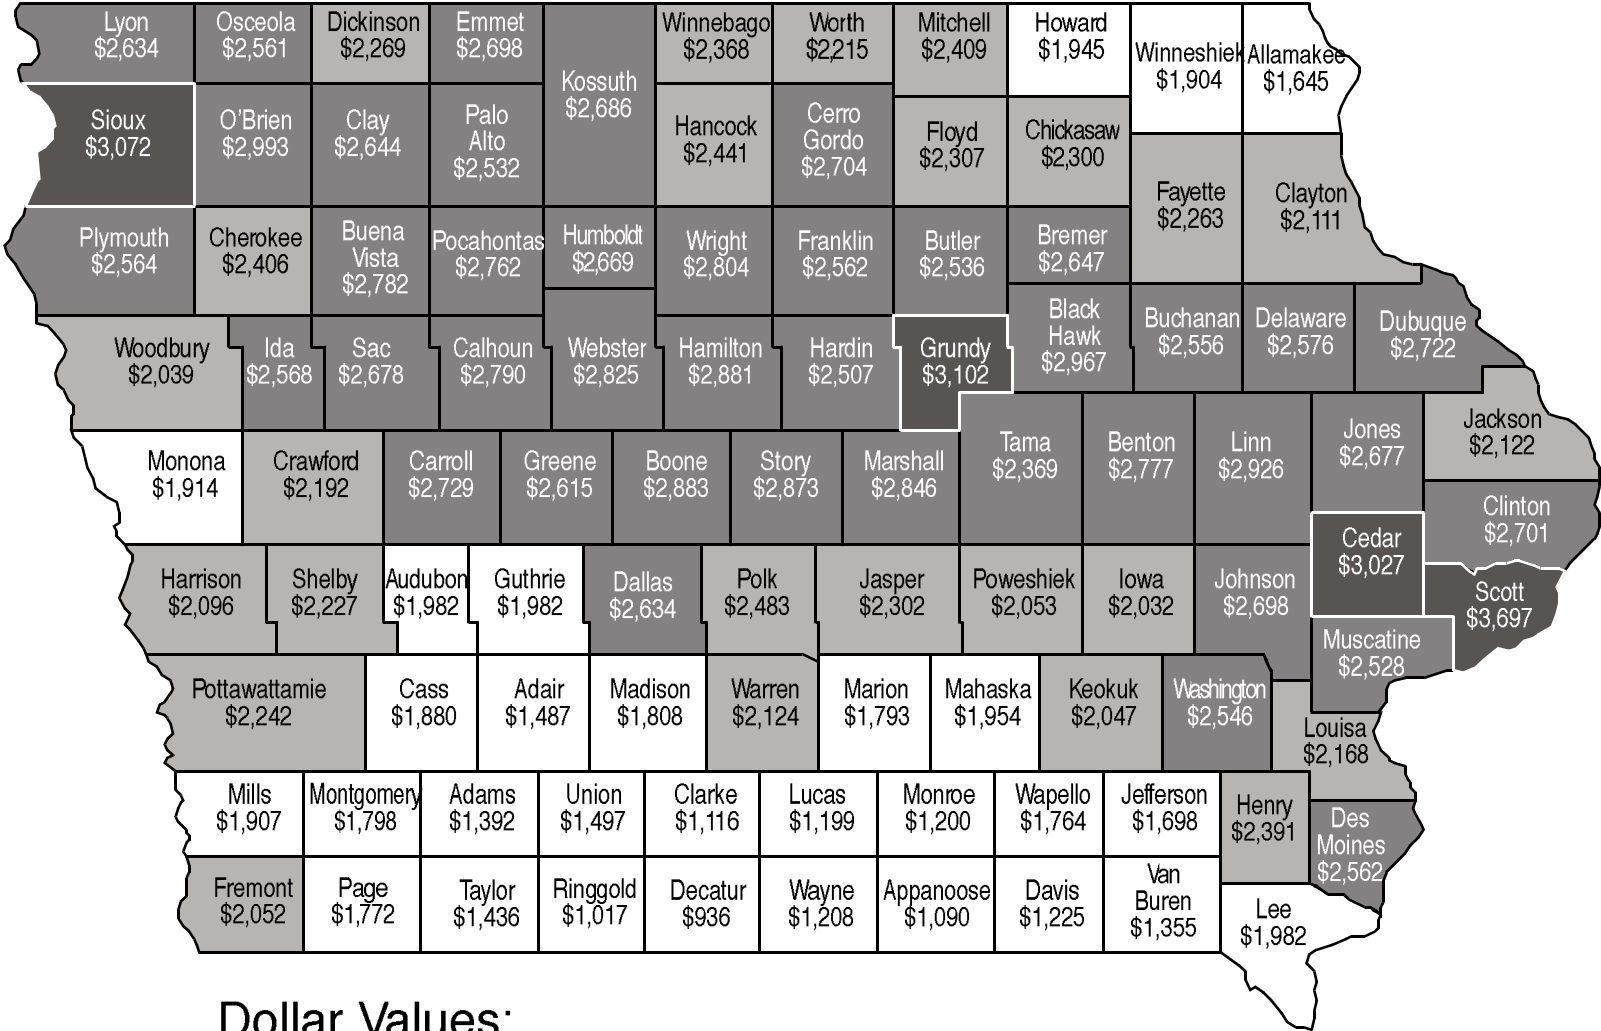 Lyon
$2,634
Osceola
$2,561
Dickinson
$2,269
Emmet
$2,698
Kossuth
$2,686
Winnebago
$2,368
Worth
$2,215
Mitchell
$2,409
Howard
$1,945
Winneshiek
$1,904
Allamakee
$1,645
Sioux
$3,072
O'Brien
$2,993
Clay
$2,644
Palo
Alto
$2,532
Hancock
$2,441
Cerro
Gordo
$2,704
Floyd
$2,307
Chickasaw
$2,300
Fayette
$2,263
Clayton
$2,111
Plymouth
$2,564
Cherokee
$2,406
Buena
Vista
$2,782
Pocahontas
$2,762
Humboldt
$2,669
Wright
$2,804
Franklin
$2,562
Butler
$2,536
Bremer
$2,647
Woodbury
$2,039
Ida
$2,568
Sac
$2,678
Calhoun
$2,790
Webster
$2,825
Hamilton
$2,881
Hardin
$2,507
Grundy
$3,102
Black
Hawk
$2,967
Buchanan
$2,556
Delaware
$2,576
Dubuque
$2,722
Monona
$1,914
Crawford
$2,192
Carroll
$2,729
Greene
$2,615
Boone
$2,883
Story
$2,873
Marshall
$2,846
Tama
$2,369
Benton
$2,777
Linn
$2,926
Jones
$2,677
Jackson
$2,122
Clinton
$2,701
Harrison
$2,096
Shelby
$2,227
Audubon
$1,982
Guthrie
$1,982
Dallas
$2,634
Polk
$2,483
Jasper
$2,302
Poweshiek
$2,053
Iowa
$2,032
Johnson
$2,698
Cedar
$3,027
Scott
$3,697
Muscatine
$2,528
Pottawattamie
$2,242
Cass
$1,880
Adair
$1,487
Madison
$1,808
Warren
$2,124
Marion
$1,793
Mahaska
$1,954
Keokuk
$2,047
Washington
$2,546
Louisa
$2,168
Mills
$1,907
Montgomery
$1,798
Adams
$1,392
Union
$1,497
Clarke
$1,116
Lucas
$1,199
Monroe
$1,200
Wapello
$1,764
Jefferson
$1,698
Henry
$2,391
Des
Moines
$2,562
Fremont
$2,052
Page
$1,772
Taylor
$1,436
Ringgold
$1,017
Decatur
$936
Wayne
$1,208
Appanoose
$1,090
Davis
$1,225
Van
Buren
$1,355
Lee
$1,982
Dollar Values: